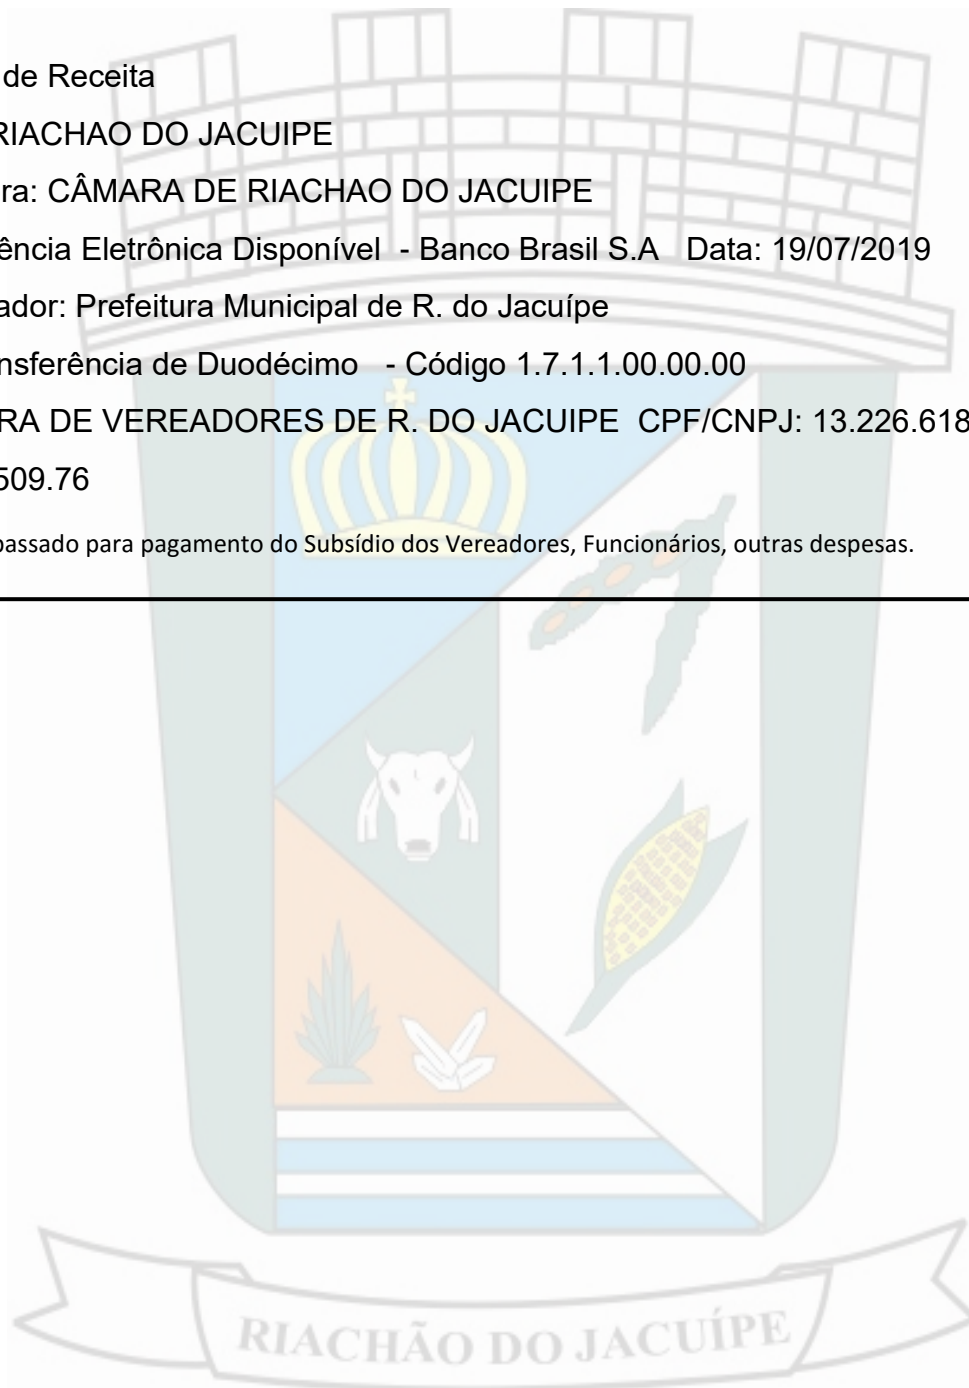 de Receita
RIACHAO DO JACUIPE
ra: CÂMARA DE RIACHAO DO JACUIPE
ência Eletrônica Disponível - Banco Brasil S.A Data: 19/07/2019
ador: Prefeitura Municipal de R. do Jacuípe
nsferência de Duodécimo - Código 1.7.1.1.00.00.00
RA DE VEREADORES DE R. DO JACUIPE CPF/CNPJ: 13.226.618
509.76
passado para pagamento do Subsídio dos Vereadores, Funcionários, outras despesas.
RIACHÃO DO JACUÍPE